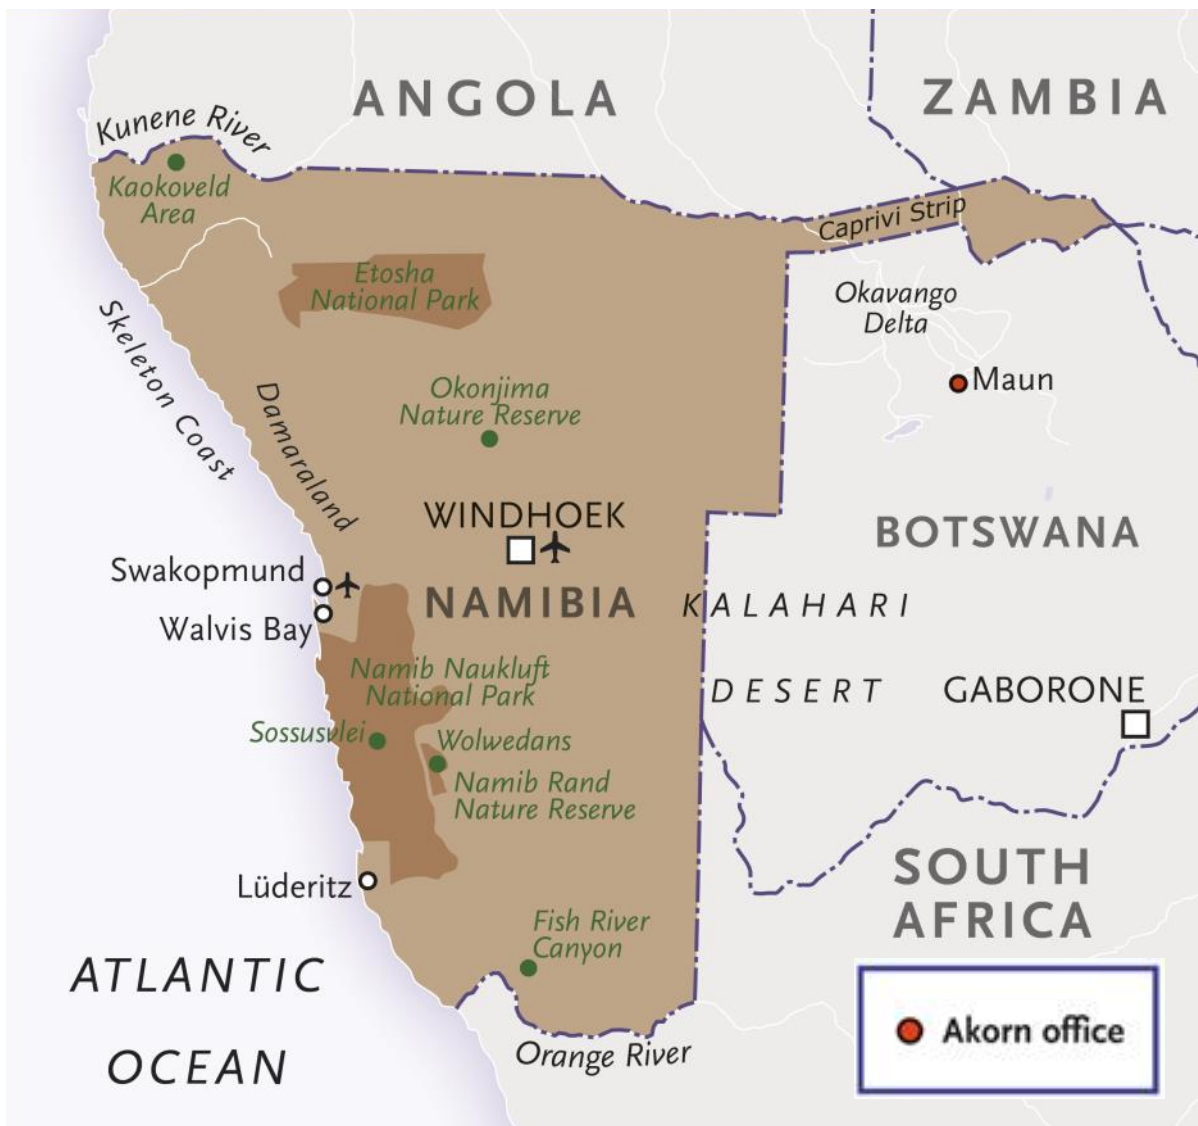 ANGOLA
ZAMBIA
Kunene River
Kaokoveld
Area
Caprivi Strip
Etosha
National Park
Okavango
Delta
Skeleton Coast
Damaraland
Okonjima
Nature Reserve
Maun
WINDHOEK
BOTSWANA
Swakopmund
NAMIBIA
KALAHARI
Walvis Bay
Namib Naukluft
National Park
DESERT
GABORONE
Sossusvlei
Wolwedans
Namib Rand
Nature Reserve
SOUTH
AFRICA
Lüderitz
Fish River
Canyon
ATLANTIC
OCEAN
Orange River
Akorn office